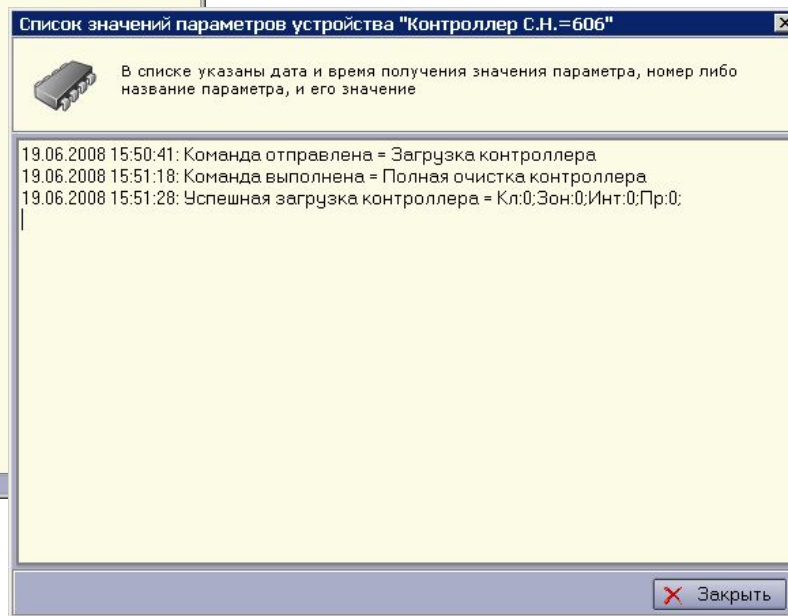 Список значений параметров устройства "Контроллер С.Н.=606"
В списке указаны дата и время получения значения параметра, номер либо
название параметра, и его значение
19.06.2008 15:50:41: Команда отправлена = Загрузка контроллера
19.06.2008 15:51:18: Команда выполнена = Полная очистка контроллера
19.06.2008 15:51:28: Успешная загрузка контроллера = Кл:0;Зон:0;Инт:0;Пр:0;
Закрыть